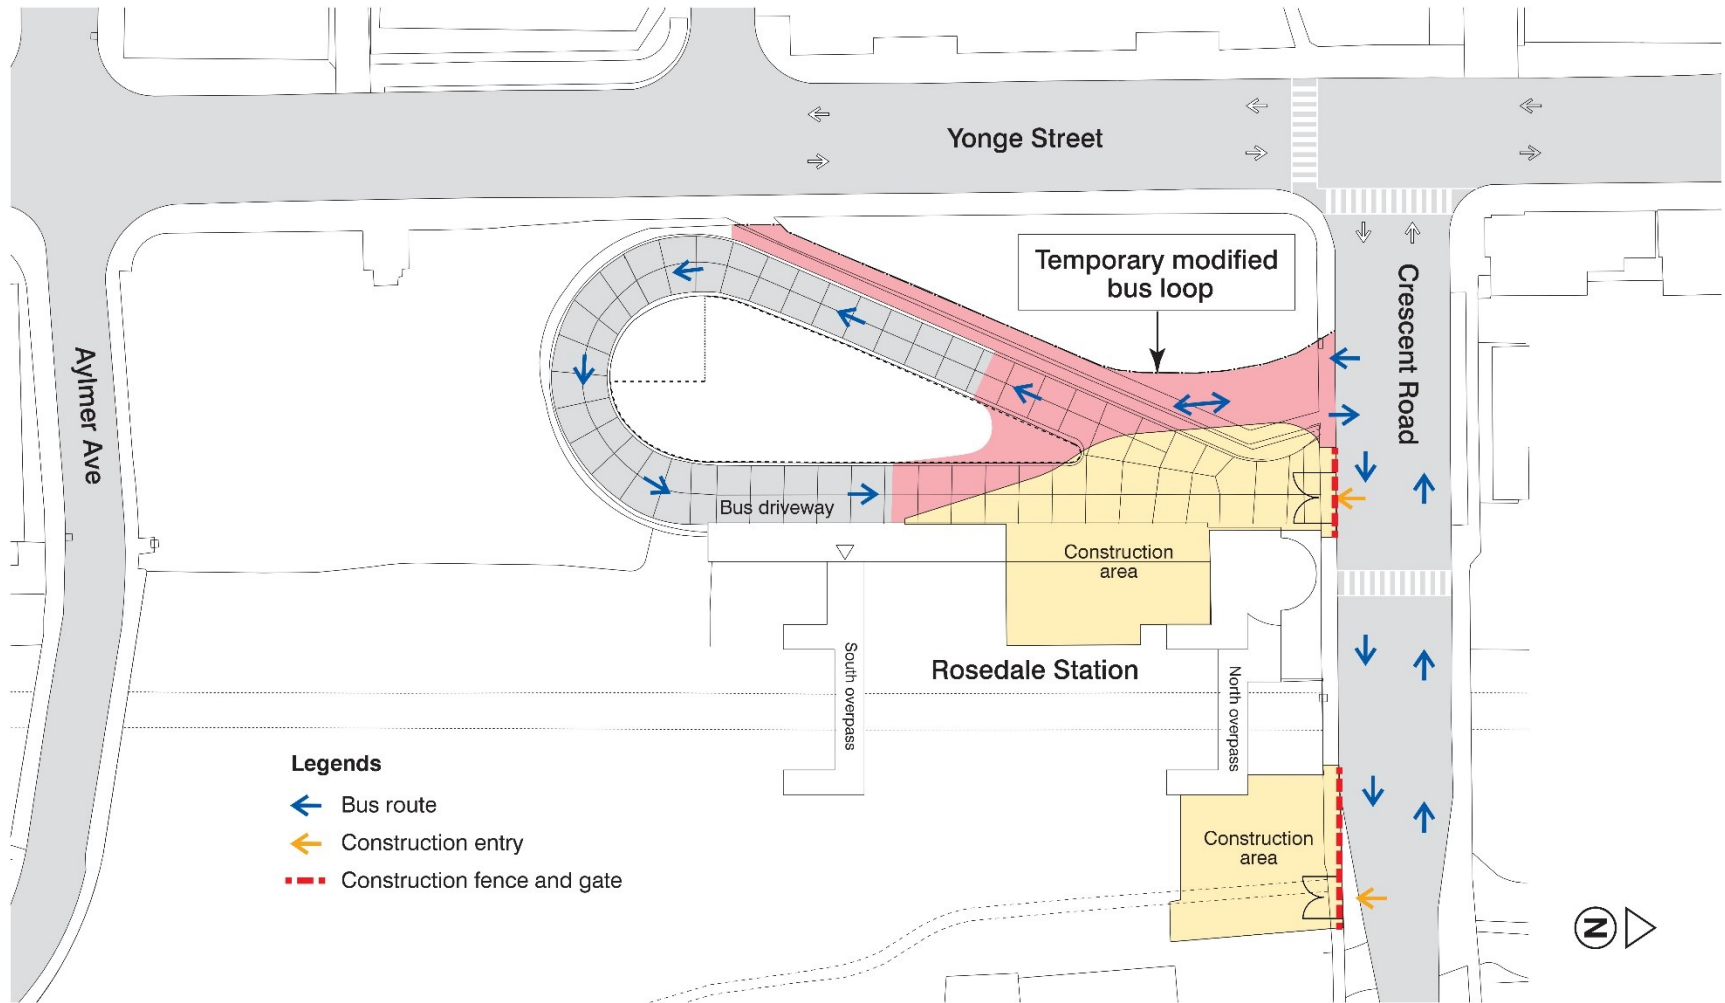 Yonge Street
Temporary modified
bus loop
Crescent Road
Aylmer Ave
Bus driveway
Construction
area
South overpass
Rosedale Station
North overpass
Legends
Bus route
Construction entry
Construction fence and gate
Construction
area
N